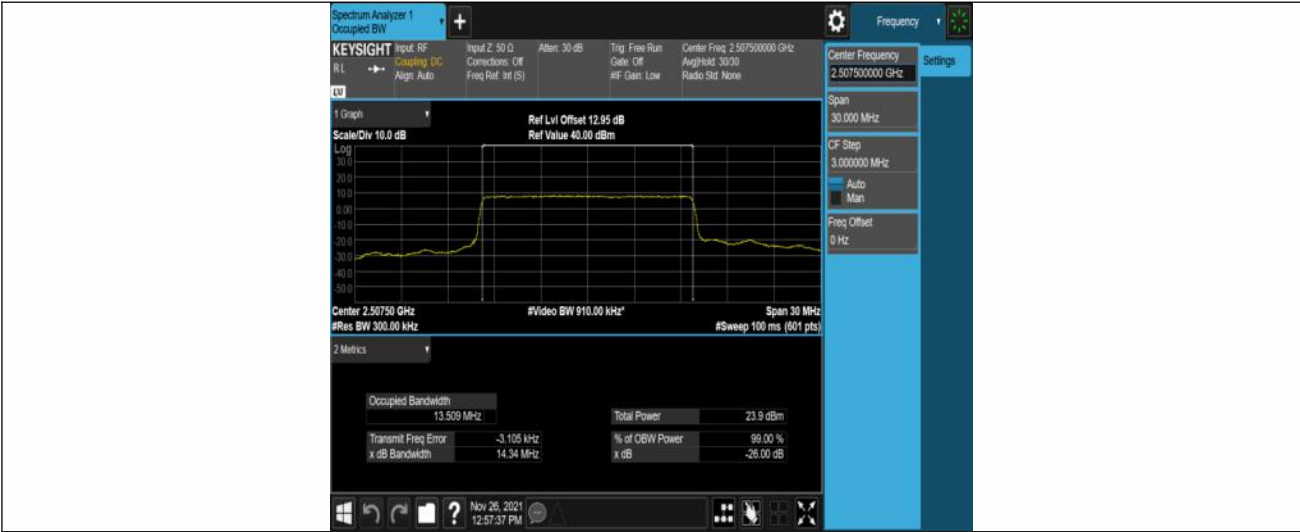 Spectrum Analyzer 1
Occupied BW
+
Frequency
KEYSIGHT
RL
LXI
Input: RF
Coupling: DC
Align: Auto
Input Z: 50 Ω
Corrections: Off
Freq Ref: Int (S)
Atten: 30 dB
Trig: Free Run
Gate: Off
#IF Gain: Low
Center Freq: 2.507500000 GHz
Avg|Hold: 30/30
Radio Std: None
Center Frequency
2.507500000 GHz
Settings
Span
30.000 MHz
CF Step
3.000000 MHz
Auto
Man
Freq Offset
0 Hz
1 Graph
Scale/Div 10.0 dB
Ref Lvl Offset 12.95 dB
Ref Value 40.00 dBm
Log
30.0
20.0
10.0
0.00
-10.0
-20.0
-30.0
-40.0
-50.0
Center 2.50750 GHz
#Video BW 910.00 kHz*
Span 30 MHz
#Res BW 300.00 kHz
#Sweep 100 ms (601 pts)
2 Metrics
Occupied Bandwidth
13.509 MHz
Total Power 23.9 dBm
Transmit Freq Error -3.105 kHz
% of OBW Power 99.00 %
x dB Bandwidth 14.34 MHz
x dB -26.00 dB
?
Nov 26, 2021
12:57:37 PM